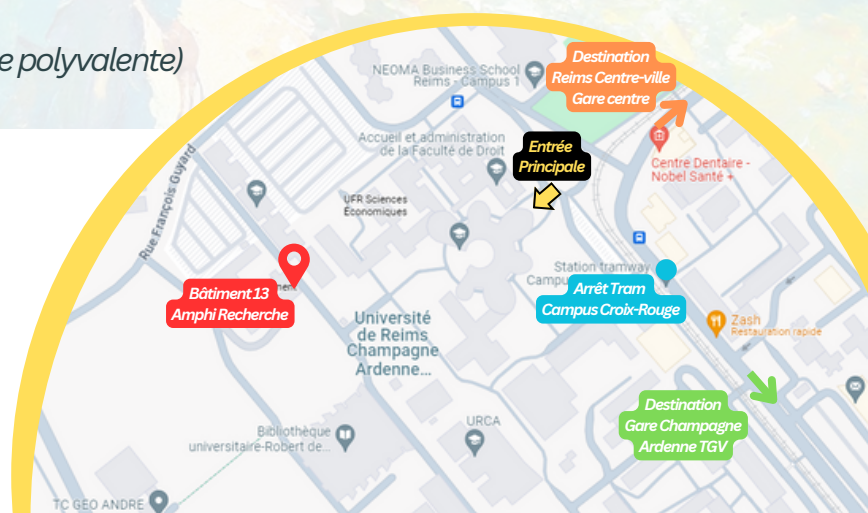 e polyvalente)
NEOMA Business School
Reims - Campus 1
Destination
Reims Centre-ville
Gare centre
Accueil et administration
de la Faculté de Droit
Entrée
Principale
Centre Dentaire -
Nobel Santé +
Rue François Guyard
UFR Sciences
Économiques
Station tramway
Campu
Arrêt Tram
Campus Croix-Rouge
Bâtiment 13
Amphi Recherche
Université
de Reims
Champagne
Ardenne...
Zash
Restauration rapide
Destination
Gare Champagne
Ardenne TGV
Bibliothèque
universitaire-Robert de...
URCA
TC GEO ANDRE